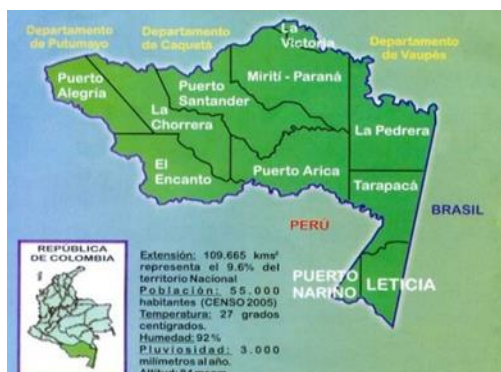 Departamento
de Putumayo
Departamento
de Caquetá
La
Victoria
Departamento
de Vaupés
Puerto
Alegría
Puerto
Santander
Mirití - Paraná
La
Chorrera
La Pedrera
El
Encanto
Puerto Arica
Tarapacá
PERÚ
BRASIL
PUERTO
NARIÑO
LETICIA
REPÚBLICA
DE COLOMBIA
Extensión: 109.665 kms²
representa el 9.6% del
territorio Nacional
Población: 55.000
habitantes (CENSO 2005)
Temperatura: 27 grados
centígrados.
Humedad: 92%
Pluviosidad: 3.000
milímetros al año.